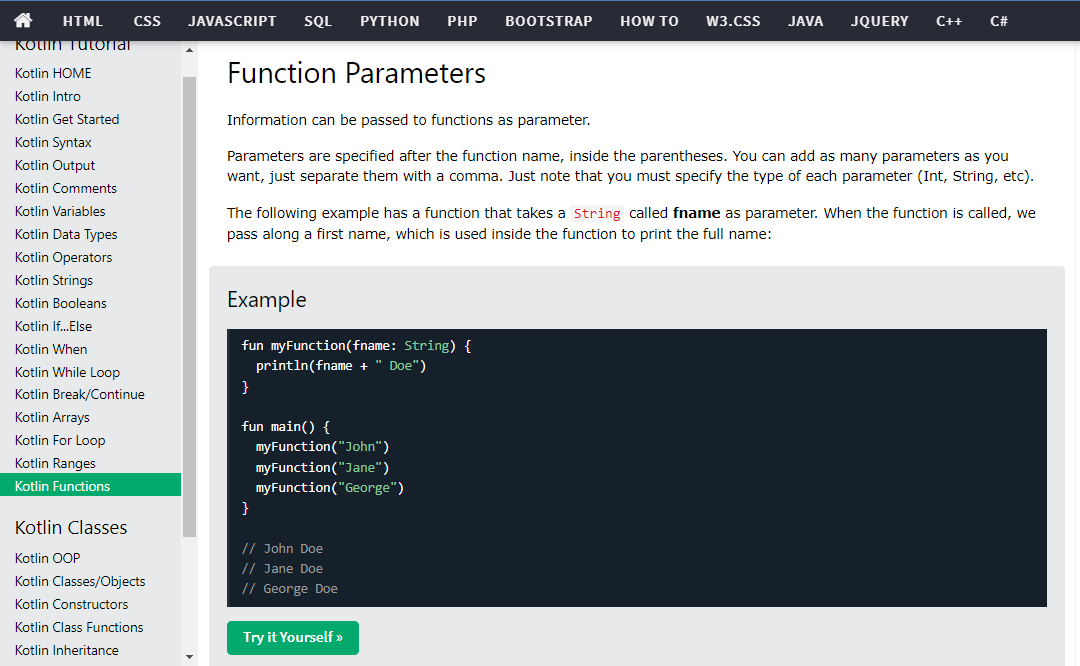 HTML CSS JAVASCRIPT SQL PYTHON PHP BOOTSTRAP HOW TO W3.CSS JAVA JQUERY C++ C#
Kotlin Tutorial
Kotlin HOME
Kotlin Intro
Kotlin Get Started
Kotlin Syntax
Kotlin Output
Kotlin Comments
Kotlin Variables
Kotlin Data Types
Kotlin Operators
Kotlin Strings
Kotlin Booleans
Kotlin If...Else
Kotlin When
Kotlin While Loop
Kotlin Break/Continue
Kotlin Arrays
Kotlin For Loop
Kotlin Ranges
Kotlin Functions
Kotlin Classes
Kotlin OOP
Kotlin Classes/Objects
Kotlin Constructors
Kotlin Class Functions
Kotlin Inheritance
Function Parameters
Information can be passed to functions as parameter.
Parameters are specified after the function name, inside the parentheses. You can add as many parameters as you
want, just separate them with a comma. Just note that you must specify the type of each parameter (Int, String, etc).
The following example has a function that takes a String called fname as parameter. When the function is called, we
pass along a first name, which is used inside the function to print the full name:
Example
fun myFunction(fname: String) {
  println(fname + " Doe")
}
fun main() {
  myFunction("John")
  myFunction("Jane")
  myFunction("George")
}
// John Doe
// Jane Doe
// George Doe
Try it Yourself »